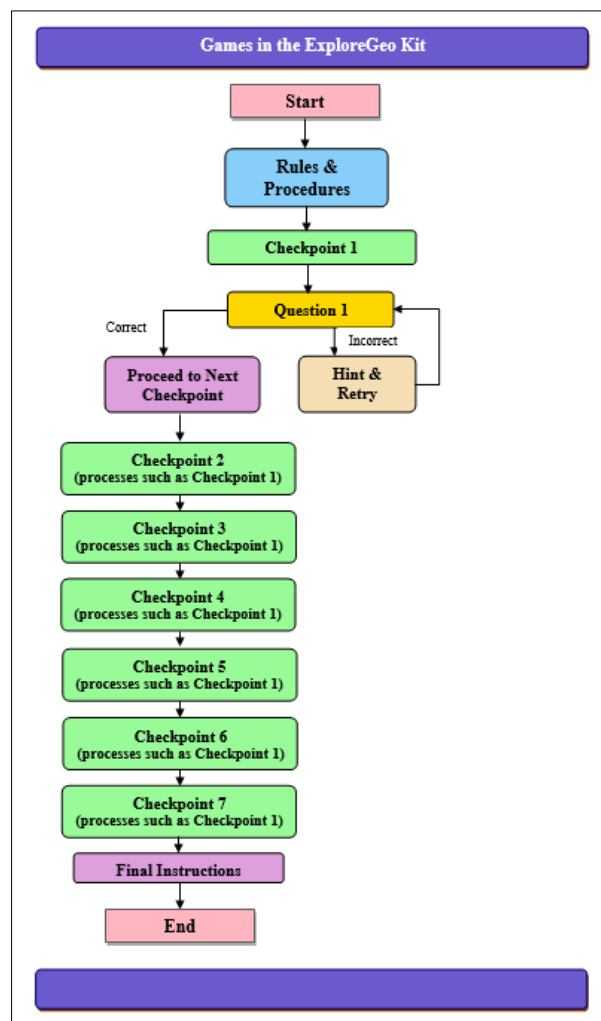 Games in the ExploreGeo Kit
Start
Rules &
Procedures
Checkpoint 1
Question 1
Correct
Incorrect
Proceed to Next
Checkpoint
Hint &
Retry
Checkpoint 2
(processes such as Checkpoint 1)
Checkpoint 3
(processes such as Checkpoint 1)
Checkpoint 4
(processes such as Checkpoint 1)
Checkpoint 5
(processes such as Checkpoint 1)
Checkpoint 6
(processes such as Checkpoint 1)
Checkpoint 7
(processes such as Checkpoint 1)
Final Instructions
End